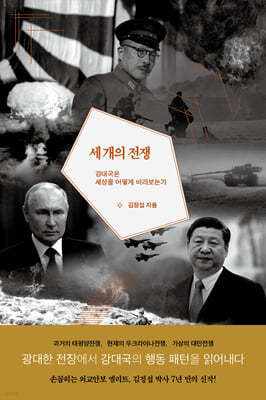 세 개의 전쟁
강대국은
세상을 어떻게 바라보는가
김정섭 지음
과거의 태평양전쟁, 현재의 우크라이나전쟁, 가상의 대만전쟁
광대한 전장에서 강대국의 행동 패턴을 읽어내다
손꼽히는 외교안보 엘리트, 김정섭 박사 7년 만의 신작!